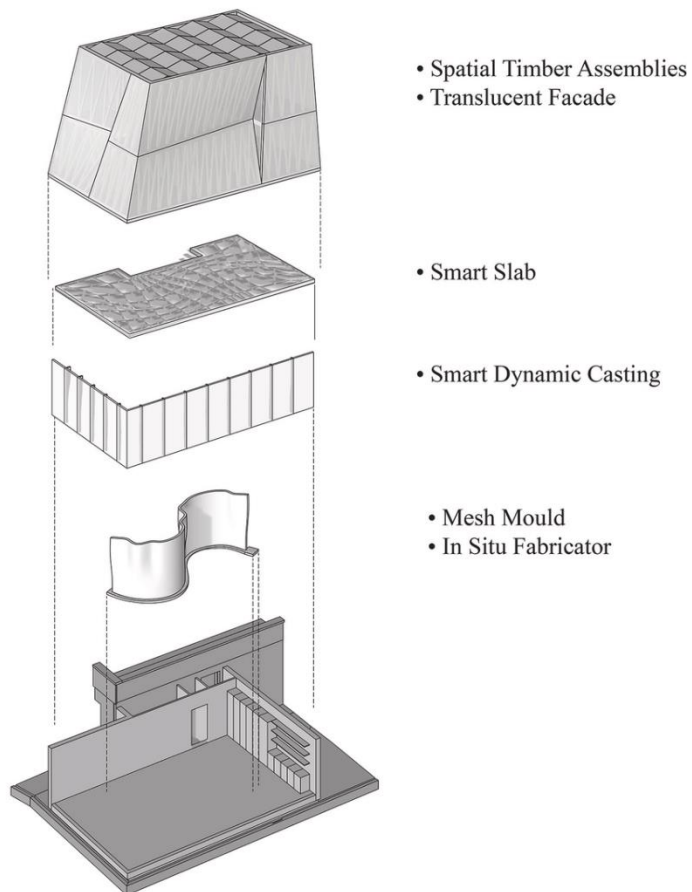 • Spatial Timber Assemblies
• Translucent Facade
• Smart Slab
• Smart Dynamic Casting
• Mesh Mould
• In Situ Fabricator